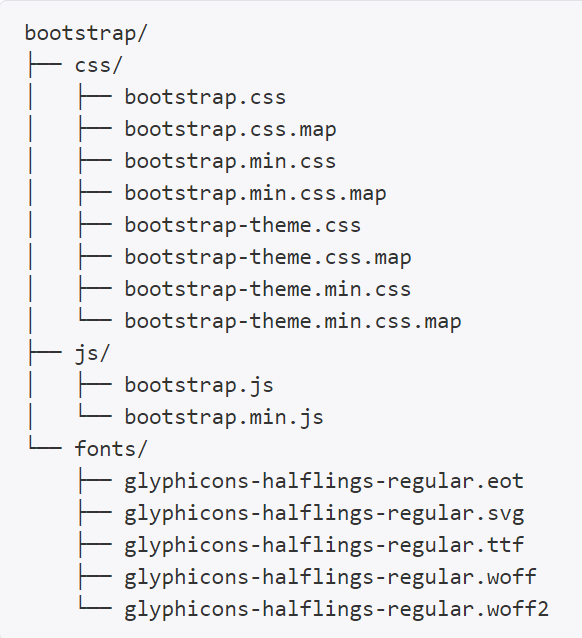 bootstrap/
├── css/
│   ├── bootstrap.css
│   ├── bootstrap.css.map
│   ├── bootstrap.min.css
│   ├── bootstrap.min.css.map
│   ├── bootstrap-theme.css
│   ├── bootstrap-theme.css.map
│   ├── bootstrap-theme.min.css
│   └── bootstrap-theme.min.css.map
├── js/
│   ├── bootstrap.js
│   └── bootstrap.min.js
└── fonts/
    ├── glyphicons-halflings-regular.eot
    ├── glyphicons-halflings-regular.svg
    ├── glyphicons-halflings-regular.ttf
    ├── glyphicons-halflings-regular.woff
    └── glyphicons-halflings-regular.woff2